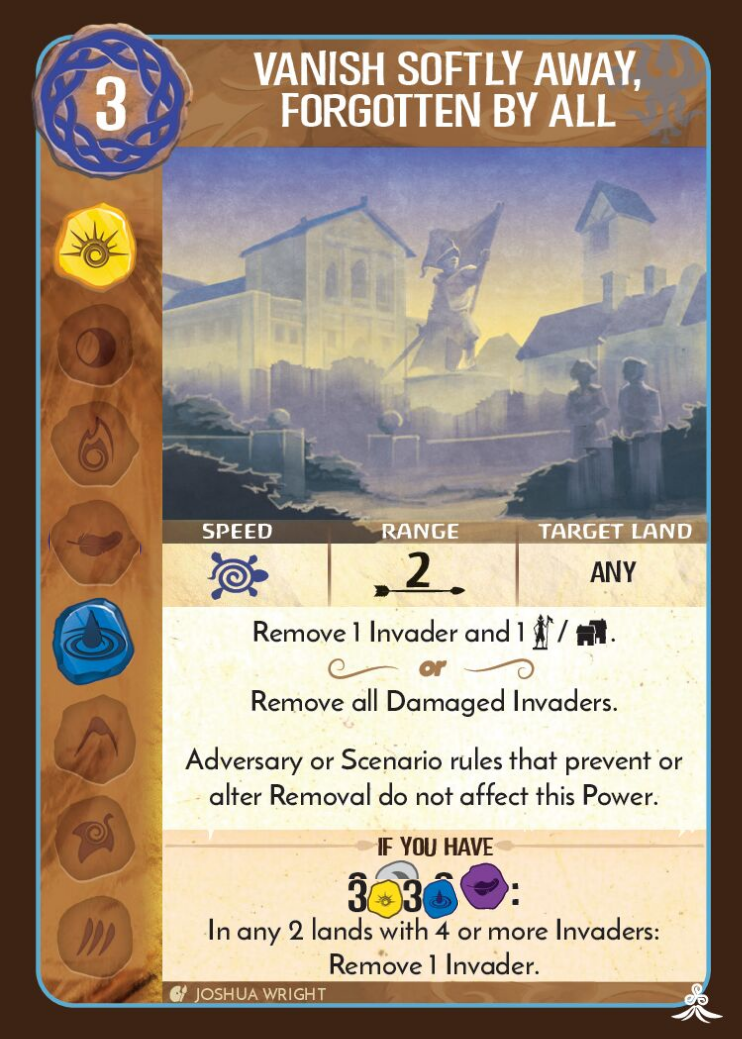 3
VANISH SOFTLY AWAY,
FORGOTTEN BY ALL
SPEED RANGE TARGET LAND
2 ANY
Remove 1 Invader and 1 / .
or
Remove all Damaged Invaders.
Adversary or Scenario rules that prevent or
alter Removal do not affect this Power.
IF YOU HAVE
3 3 :
In any 2 lands with 4 or more Invaders:
Remove 1 Invader.
JOSHUA WRIGHT